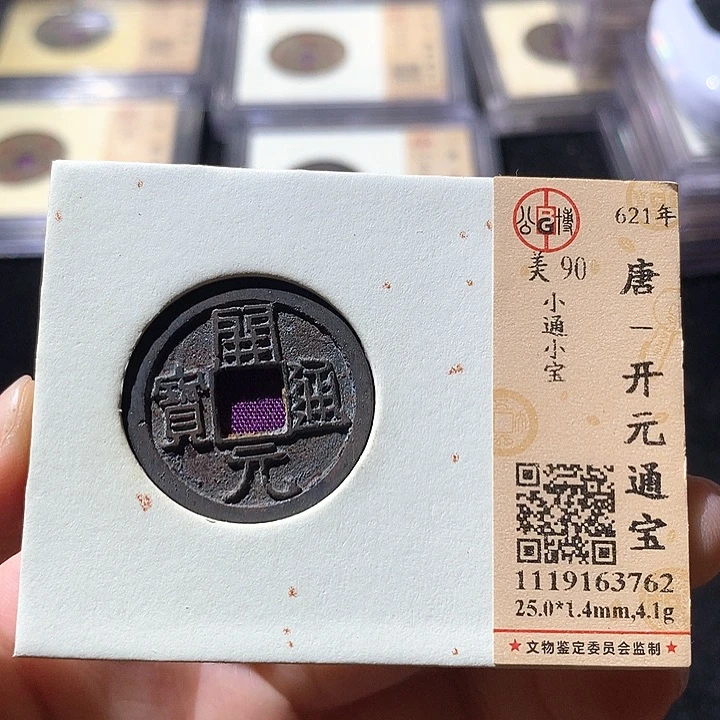 開元通寳
公博
621年
美 90
小通小宝
唐一开元通宝
1119163762
25.0*1.4mm,4.1g
★文物鉴定委员会监制★